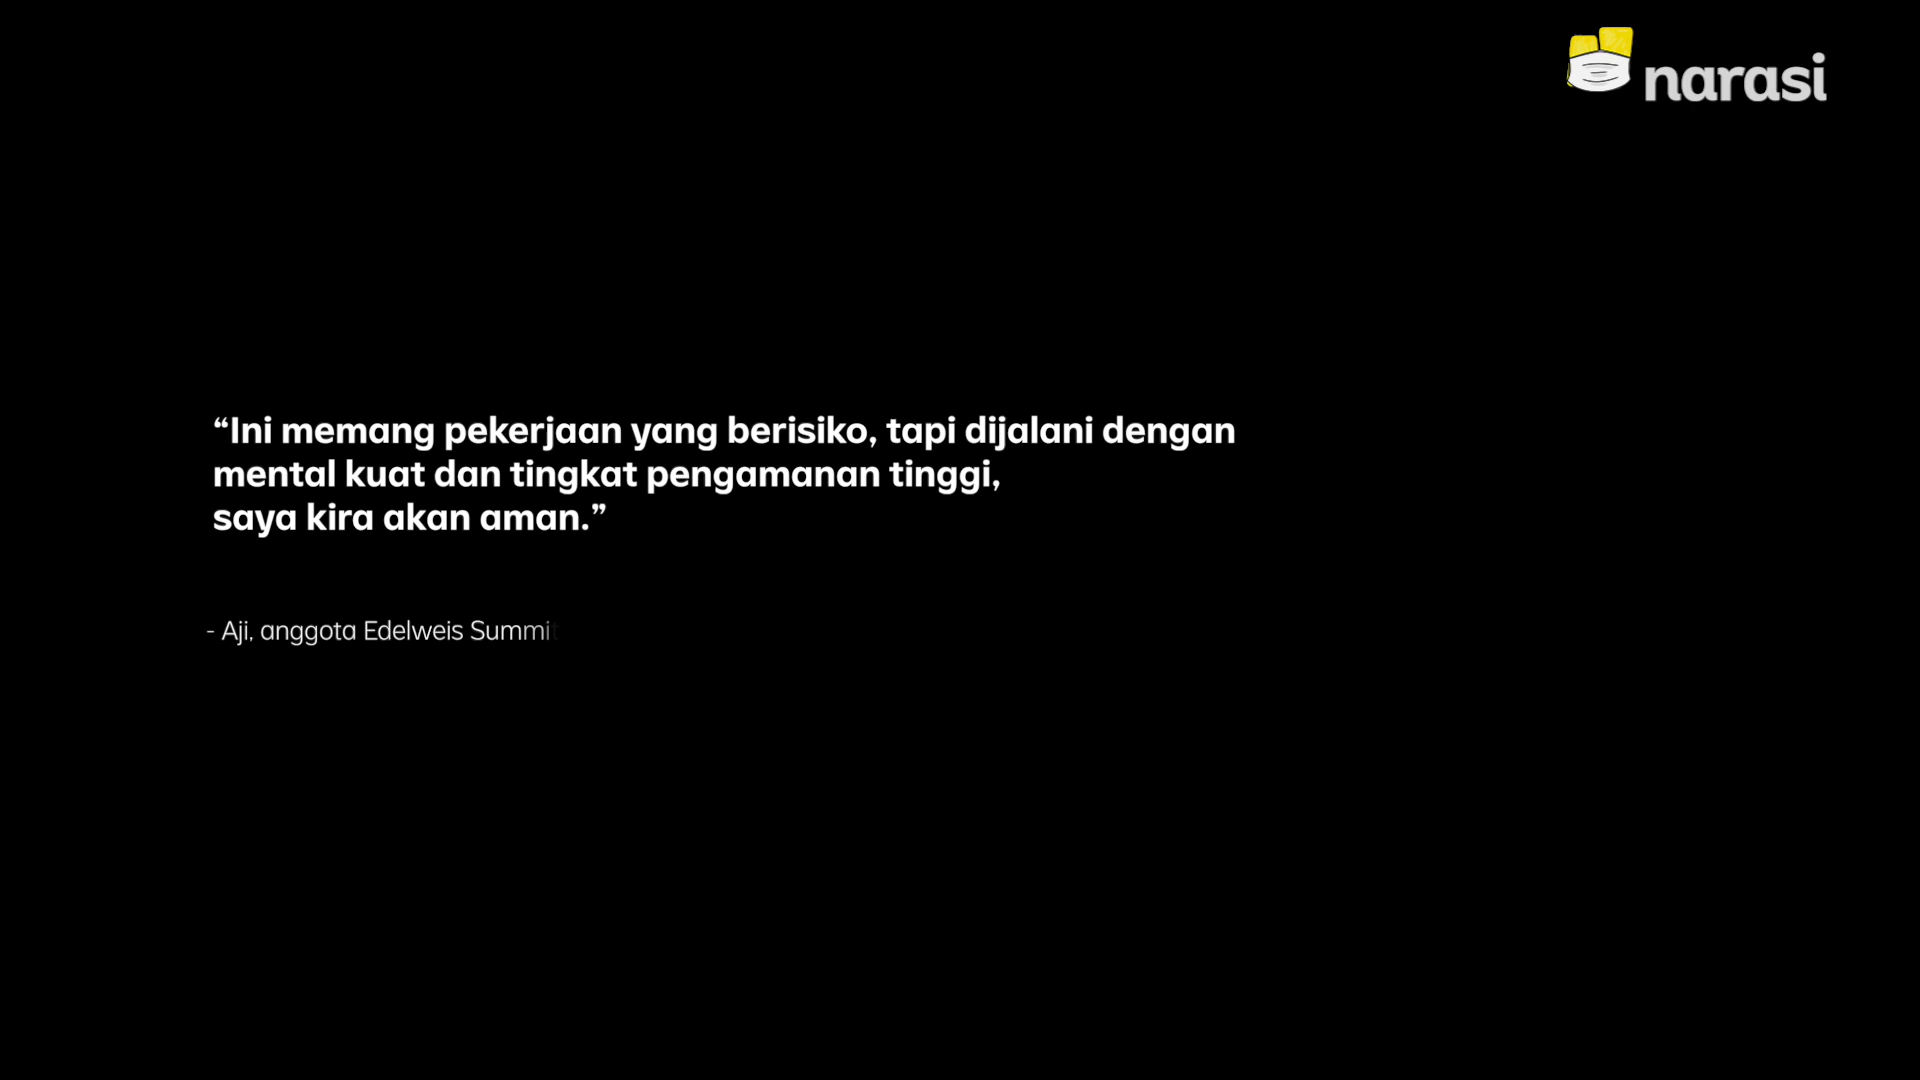 narasi
“Ini memang pekerjaan yang berisiko, tapi dijalani dengan
mental kuat dan tingkat pengamanan tinggi,
saya kira akan aman.”
- Aji, anggota Edelweis Summit